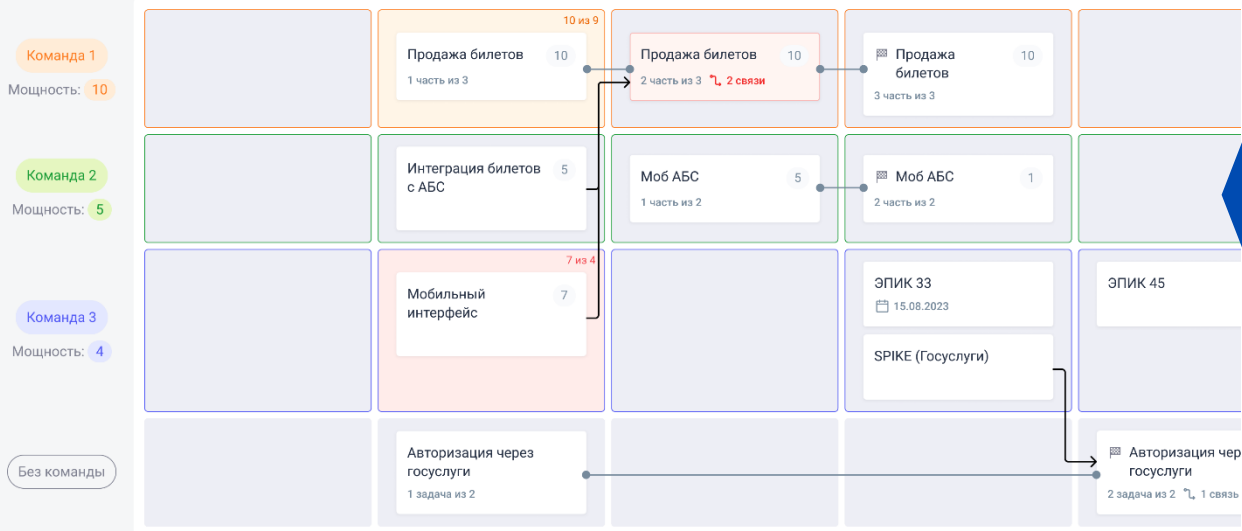 Команда 1
Мощность: 10
10 из 9
Продажа билетов 10
1 часть из 3
Продажа билетов 10
2 часть из 3 2 связи
Продажа
билетов
10
3 часть из 3
Команда 2
Мощность: 5
Интеграция билетов
с АБС
5
Моб АБС 5
1 часть из 2
Моб АБС 1
2 часть из 2
Команда 3
Мощность: 4
7 из 4
Мобильный
интерфейс
7
ЭПИК 33
15.08.2023
SPIKE (Госуслуги)
ЭПИК 45
Без команды
Авторизация через
госуслуги
1 задача из 2
Авторизация чер
госуслуги
2 задача из 2 1 связь